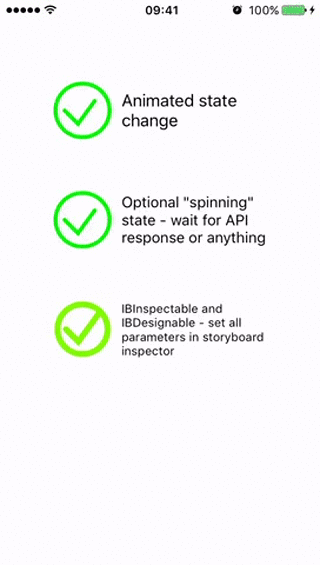 09:41
100%
Animated state
change
Optional "spinning"
state - wait for API
response or anything
IBInspectable and
IBDesignable - set all
parameters in storyboard
inspector